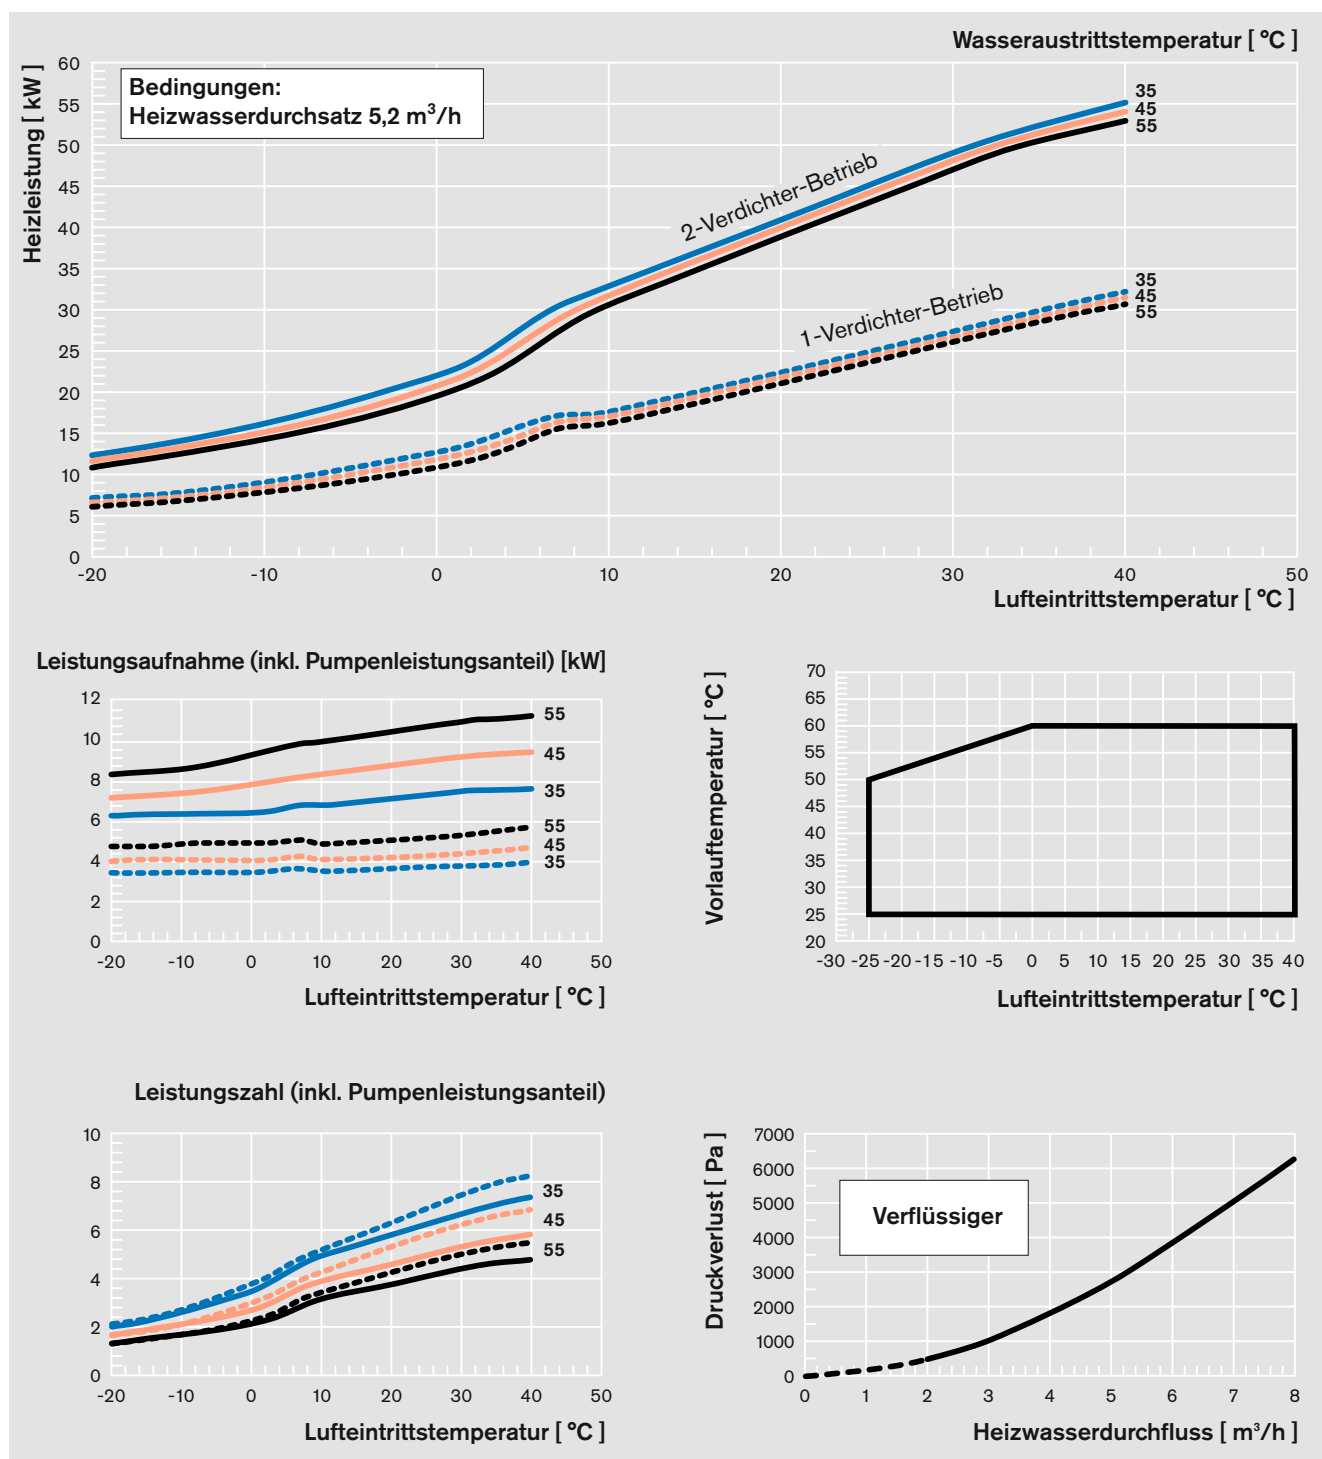 Wasseraustrittstemperatur [ °C ]
Heizleistung [ kW ]
Bedingungen:
Heizwasserdurchsatz 5,2 m³/h
60
55
50
45
40
35
30
25
20
15
10
5
0
2-Verdichter-Betrieb
35
45
55
1-Verdichter-Betrieb
35
45
55
-20 -10 0 10 20 30 40 50
Lufteintrittstemperatur [ °C ]
Leistungsaufnahme (inkl. Pumpenleistungsanteil) [kW]
12
10
8
6
4
2
0
55
45
35
55
45
35
-20 -10 0 10 20 30 40 50
Lufteintrittstemperatur [ °C ]
Vorlauftemperatur [ °C ]
70
65
60
55
50
45
40
35
30
25
20
-30 -25 -20 -15 -10 -5 0 5 10 15 20 25 30 35 40
Lufteintrittstemperatur [ °C ]
Leistungszahl (inkl. Pumpenleistungsanteil)
10
8
6
4
2
0
35
45
55
-20 -10 0 10 20 30 40 50
Lufteintrittstemperatur [ °C ]
Druckverlust [ Pa ]
7000
6000
5000
4000
3000
2000
1000
0
Verflüssiger
0 1 2 3 4 5 6 7 8
Heizwasserdurchfluss [ m³/h ]